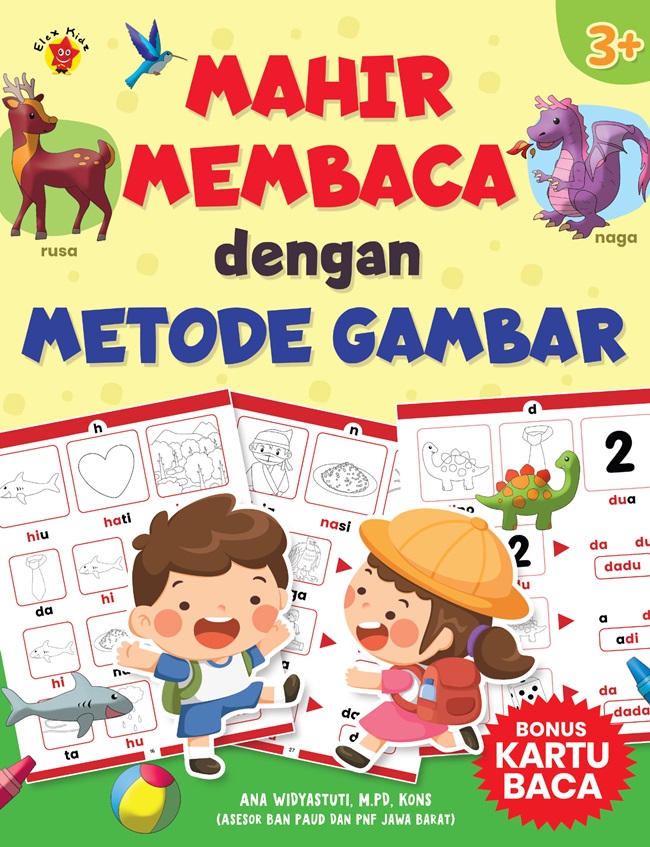 Elex Kidz
3+
MAHIR
MEMBACA
dengan
METODE GAMBAR
rusa
naga
h
hiu
hati
da
hi
hi
ta
hu
16
n
nasi
27
d
2
dua
2
da
dadu
a
adi
da
dada
BONUS
KARTU
BACA
ANA WIDYASTUTI, M.PD, KONS
(ASESOR BAN PAUD DAN PNF JAWA BARAT)